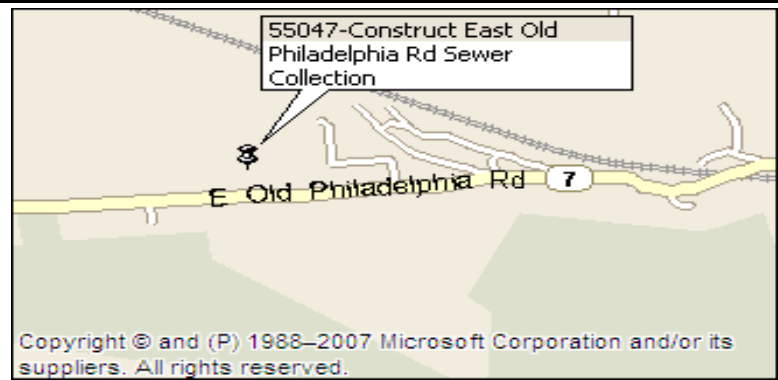 55047-Construct East Old
Philadelphia Rd Sewer
Collection
E Old Philadelphia Rd 7
Copyright © and (P) 1988–2007 Microsoft Corporation and/or its
suppliers. All rights reserved.